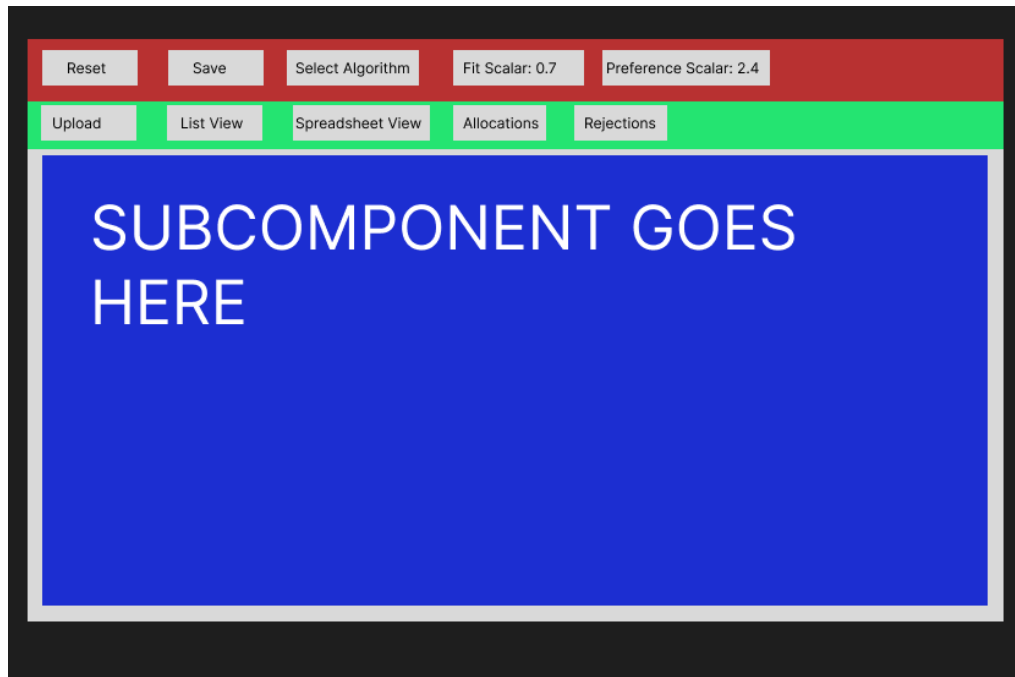 Reset Save Select Algorithm Fit Scalar: 0.7 Preference Scalar: 2.4
Upload List View Spreadsheet View Allocations Rejections
SUBCOMPONENT GOES
HERE